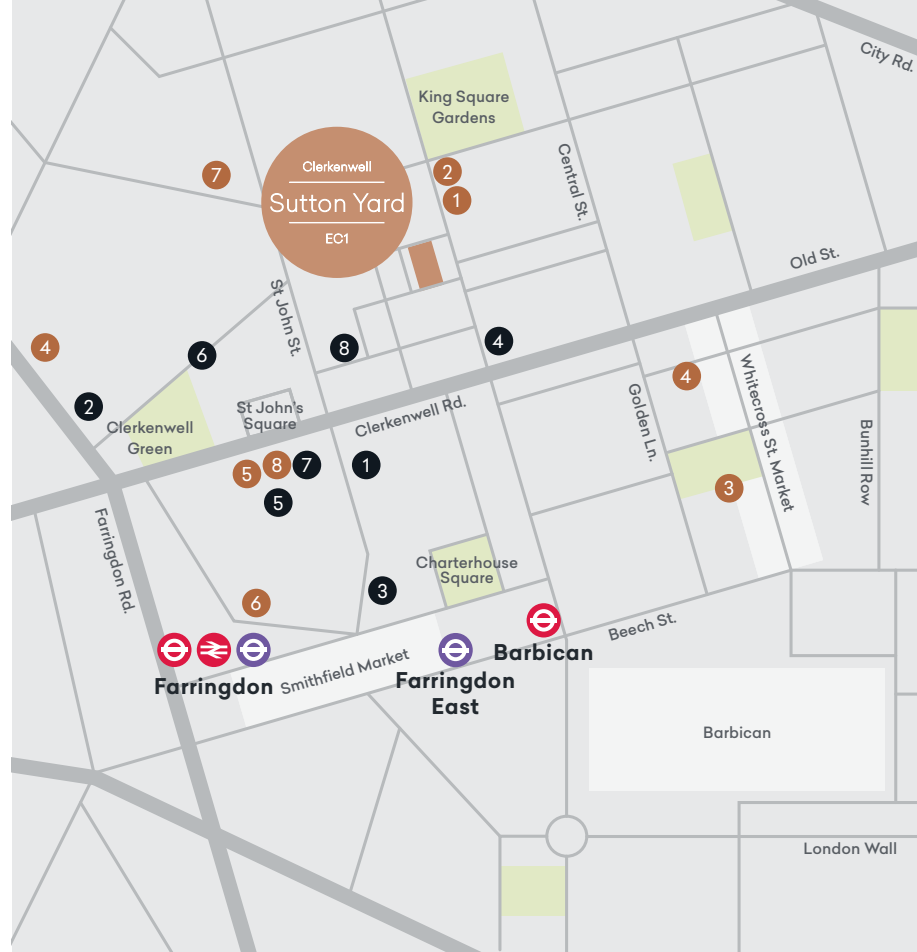 City Rd.
King Square
Gardens
Clerkenwell
Sutton Yard
EC1
7
2
1
Central St.
Old St.
St John St.
4
6
8
4
2
Clerkenwell
Green
St John's
Square
Clerkenwell Rd.
Golden Ln.
4
Whitecross St. Market
Bunhill Row
5
8
7
1
5
3
Farringdon Rd.
Charterhouse
Square
6
3
Beech St.
Farringdon
Smithfield Market
Farringdon
East
Barbican
Barbican
London Wall